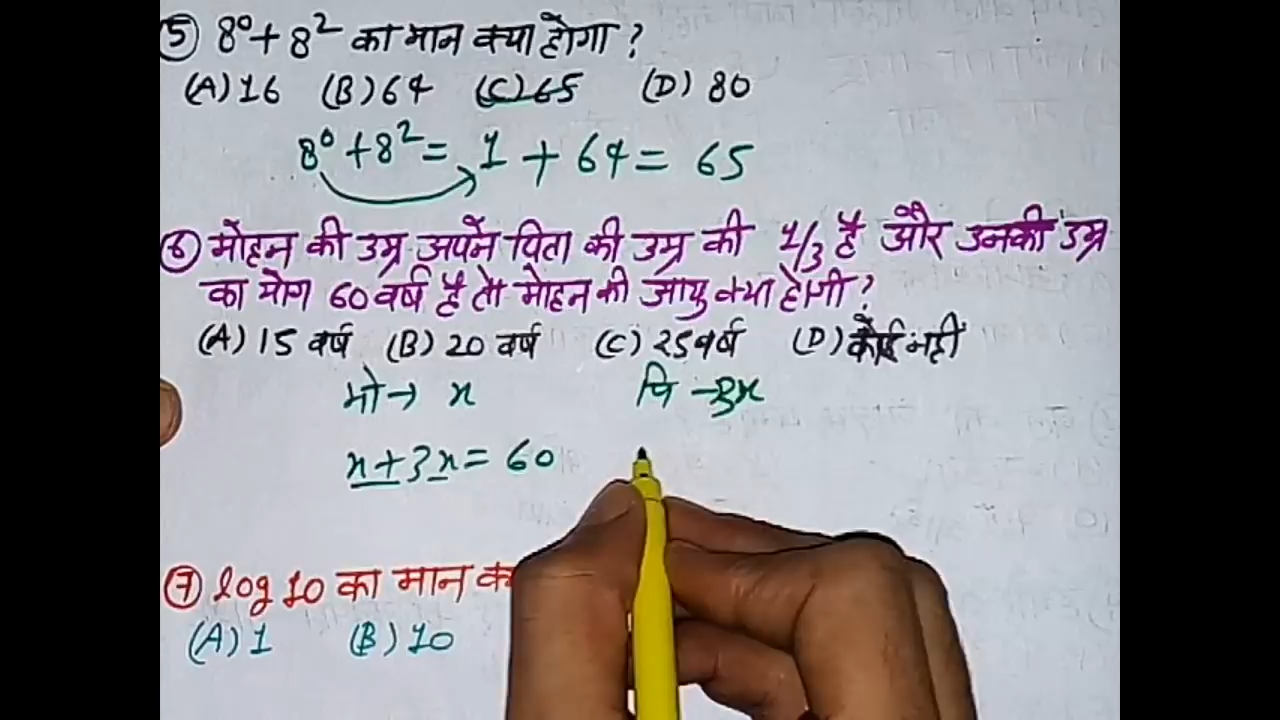 ⑤ 8⁰+8² का मान क्या होगा ?
(A) 16 (B) 64 (C) 65 (D) 80
8⁰+8² = 1 + 64 = 65
⑥ मोहन की उम्र अपने पिता की उम्र की 1/3 है और उनकी उम्र
का योग 60 वर्ष है तो मोहन की आयु क्या होगी ?
(A) 15 वर्ष (B) 20 वर्ष (C) 25 वर्ष (D) कोई नहीं
मो → x पि → 3x
x+3x = 60
⑦ log 10 का मान
(A) 1 (B) 10